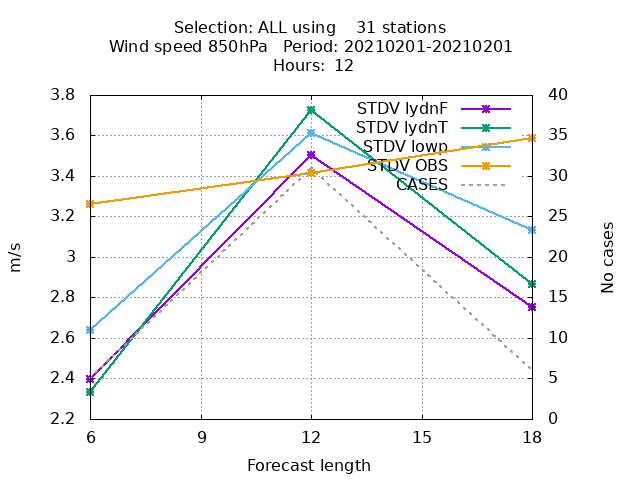 Selection: ALL using    31 stations
Wind speed 850hPa   Period: 20210201-20210201
Hours:  12
3.8
3.6
3.4
3.2
3
2.8
2.6
2.4
2.2
40
35
30
25
20
15
10
5
0
6
9
12
15
18
m/s
No cases
Forecast length
STDV lydnF
STDV lydnT
STDV lowp
STDV OBS
CASES